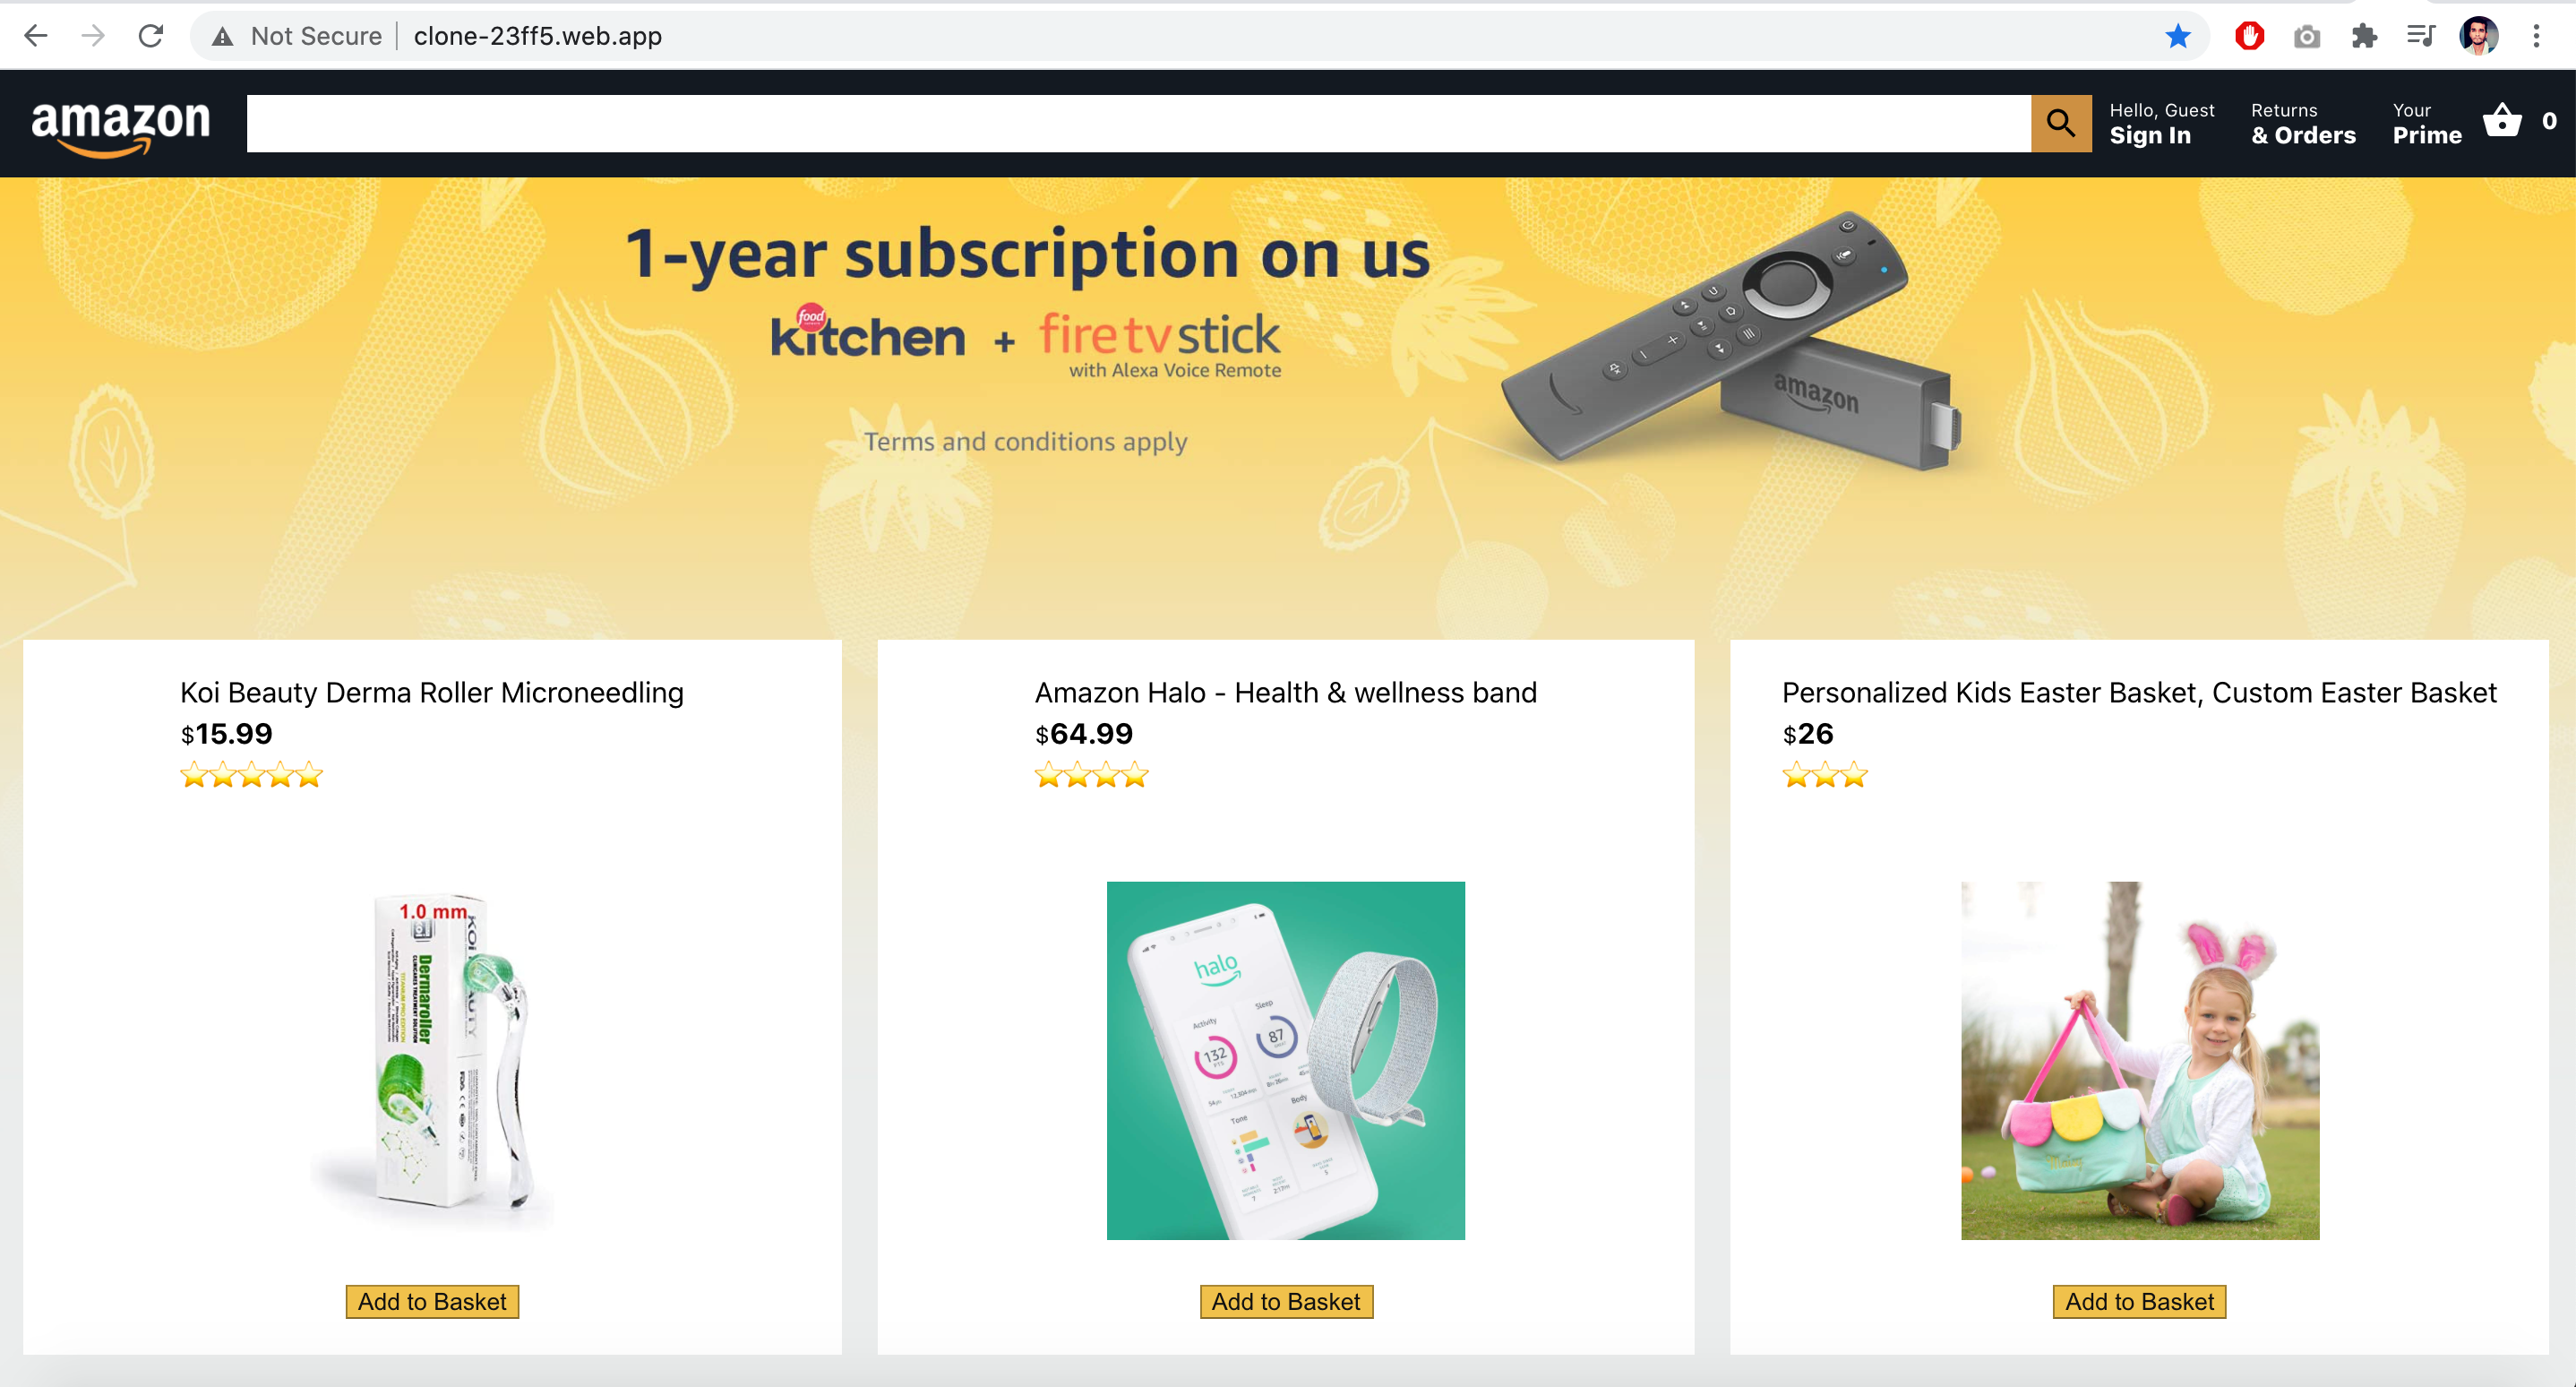 Not Secure | clone-23ff5.web.app
amazon
Hello, Guest
Sign In
Returns
& Orders
Your
Prime
0
1-year subscription on us
food
kitchen + fire tv stick
with Alexa Voice Remote
Terms and conditions apply
amazon
Koi Beauty Derma Roller Microneedling
$15.99
Amazon Halo - Health & wellness band
$64.99
Personalized Kids Easter Basket, Custom Easter Basket
$26
1.0 mm
Dermaroller
halo
Activity
132
PTS
Sleep
87
Tone
Body
Add to Basket
Add to Basket
Add to Basket